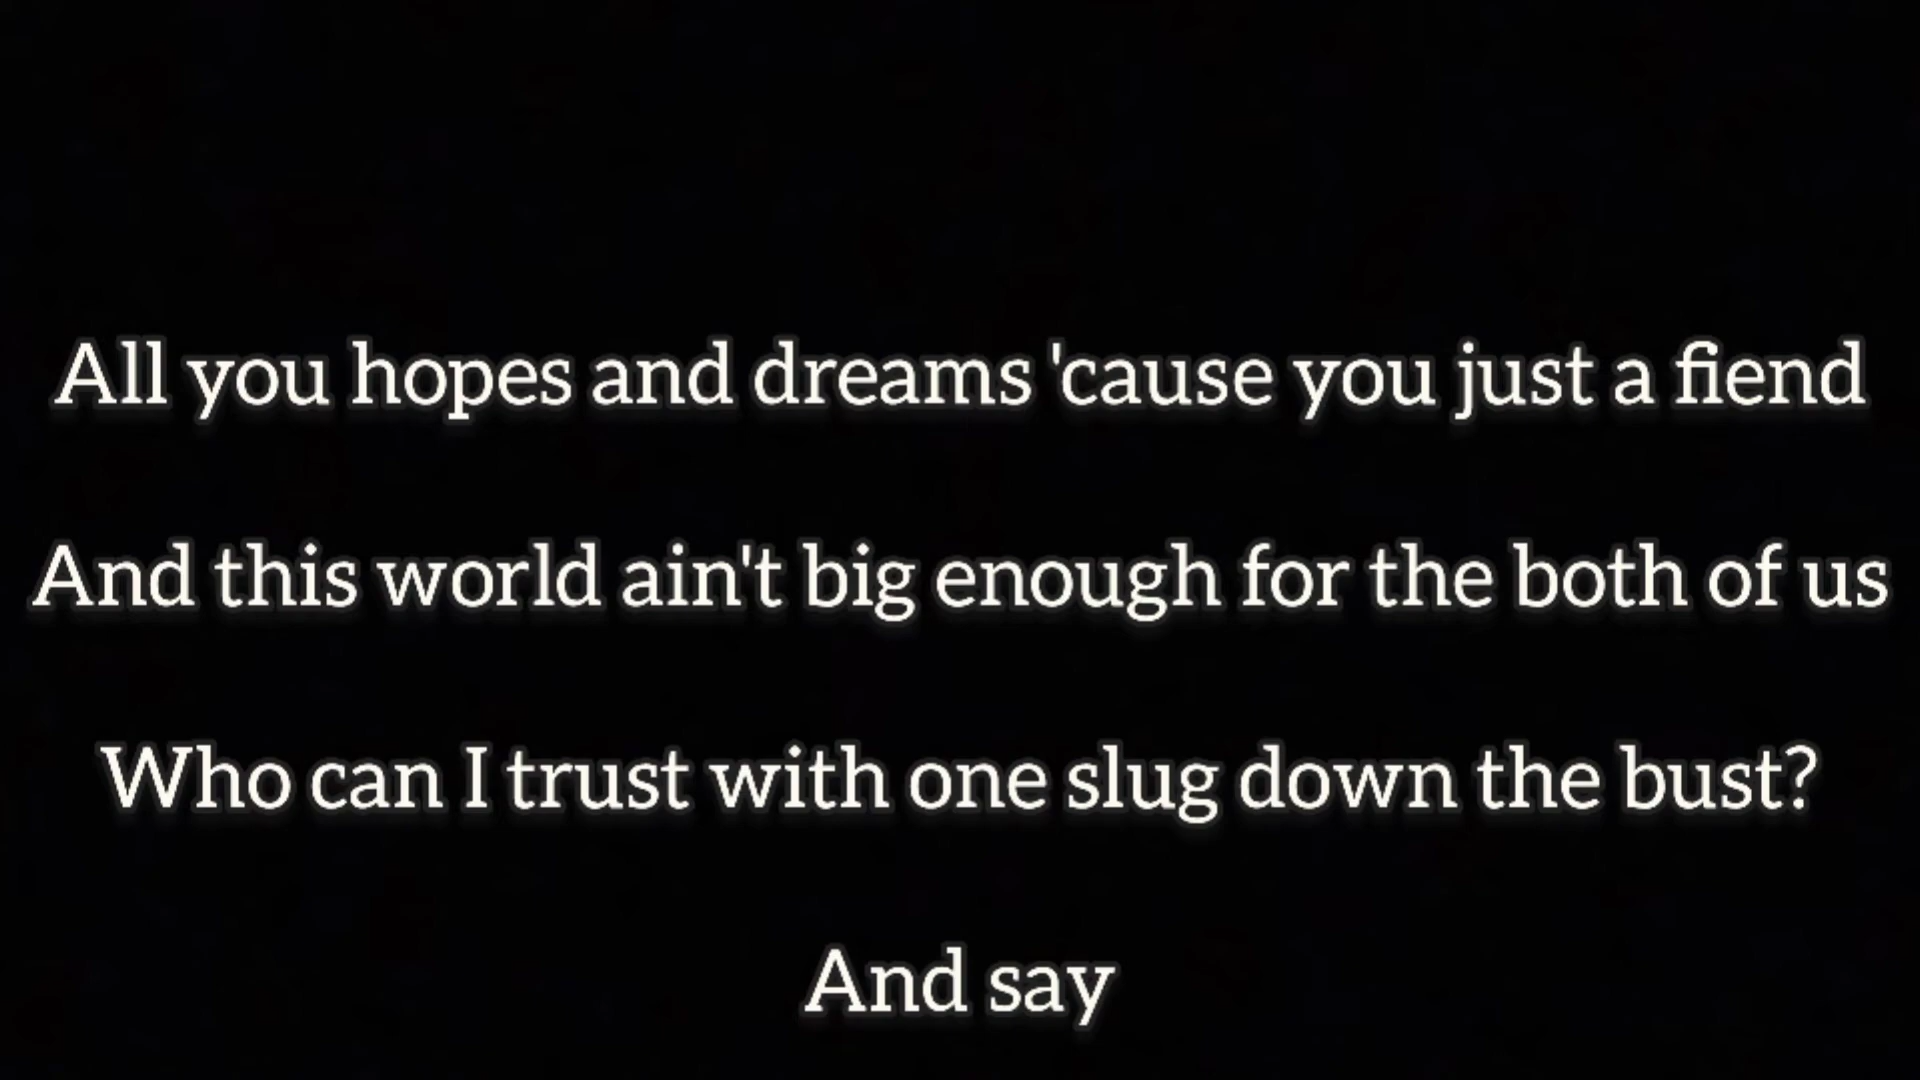 All you hopes and dreams 'cause you just a fiend
And this world ain't big enough for the both of us
Who can I trust with one slug down the bust?
And say